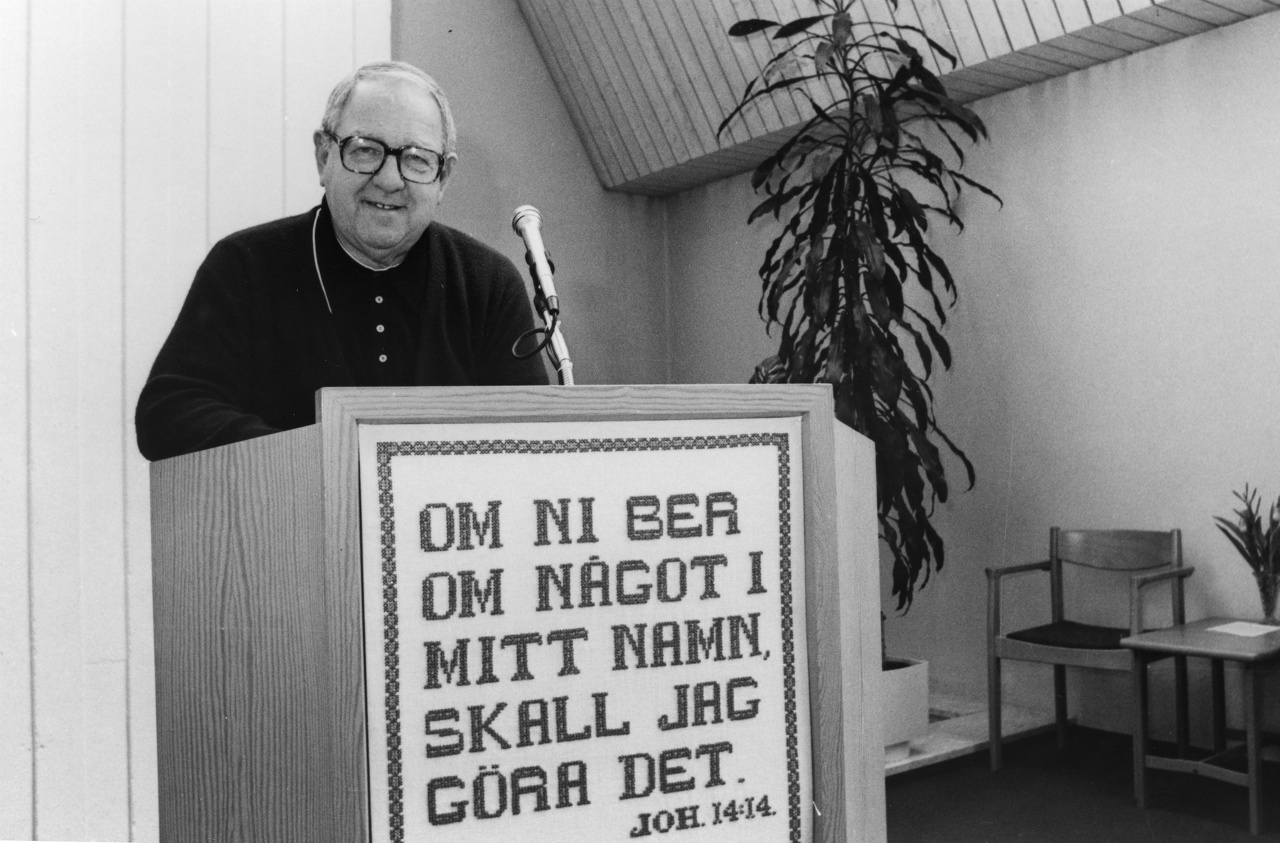 OM NI BER
OM NÅGOT I
MITT NAMN,
SKALL JAG
GÖRA DET.
JOH. 14:14.